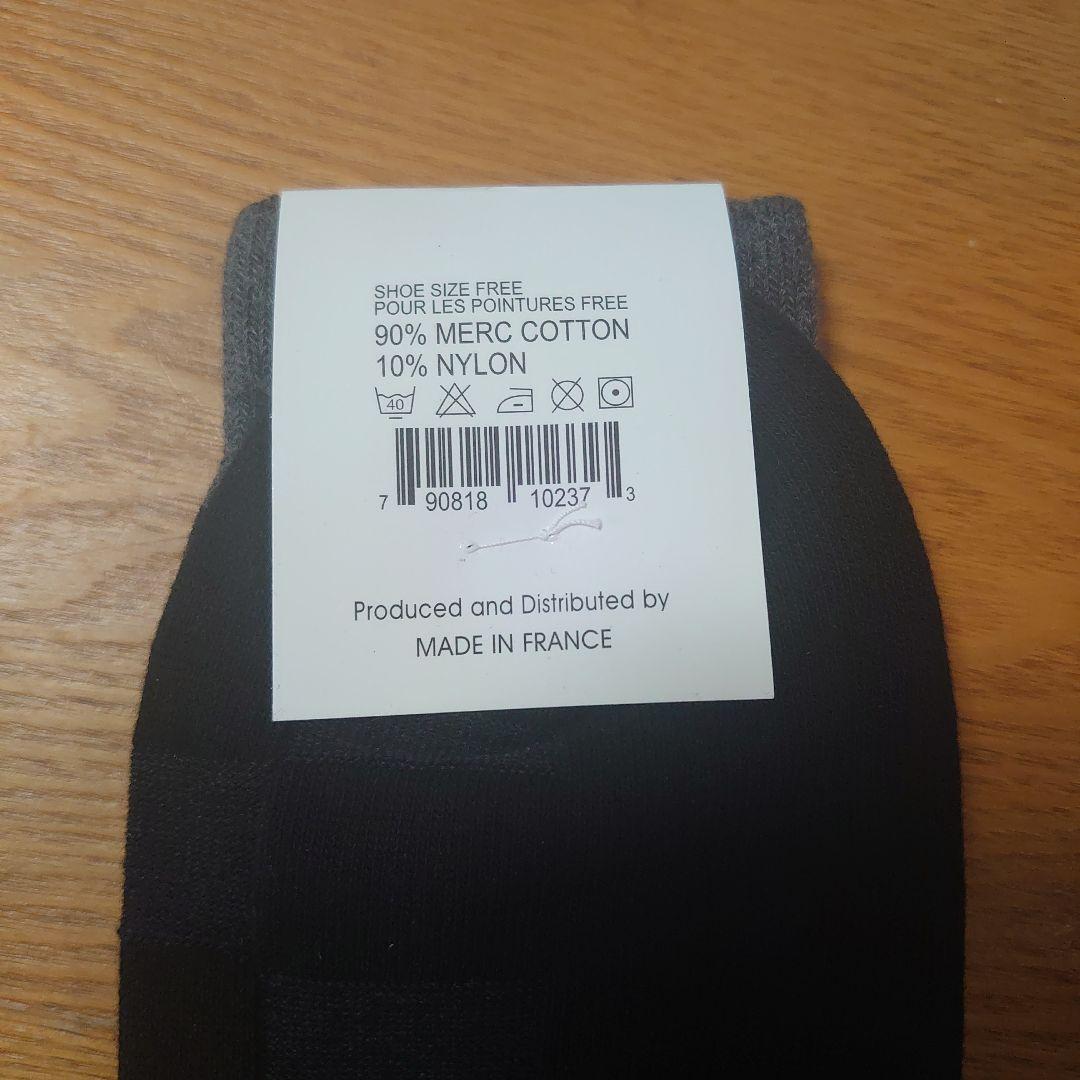 SHOE SIZE FREE
POUR LES POINTURES FREE
90% MERC COTTON
10% NYLON
40
7 90818 10237 3
Produced and Distributed by
MADE IN FRANCE